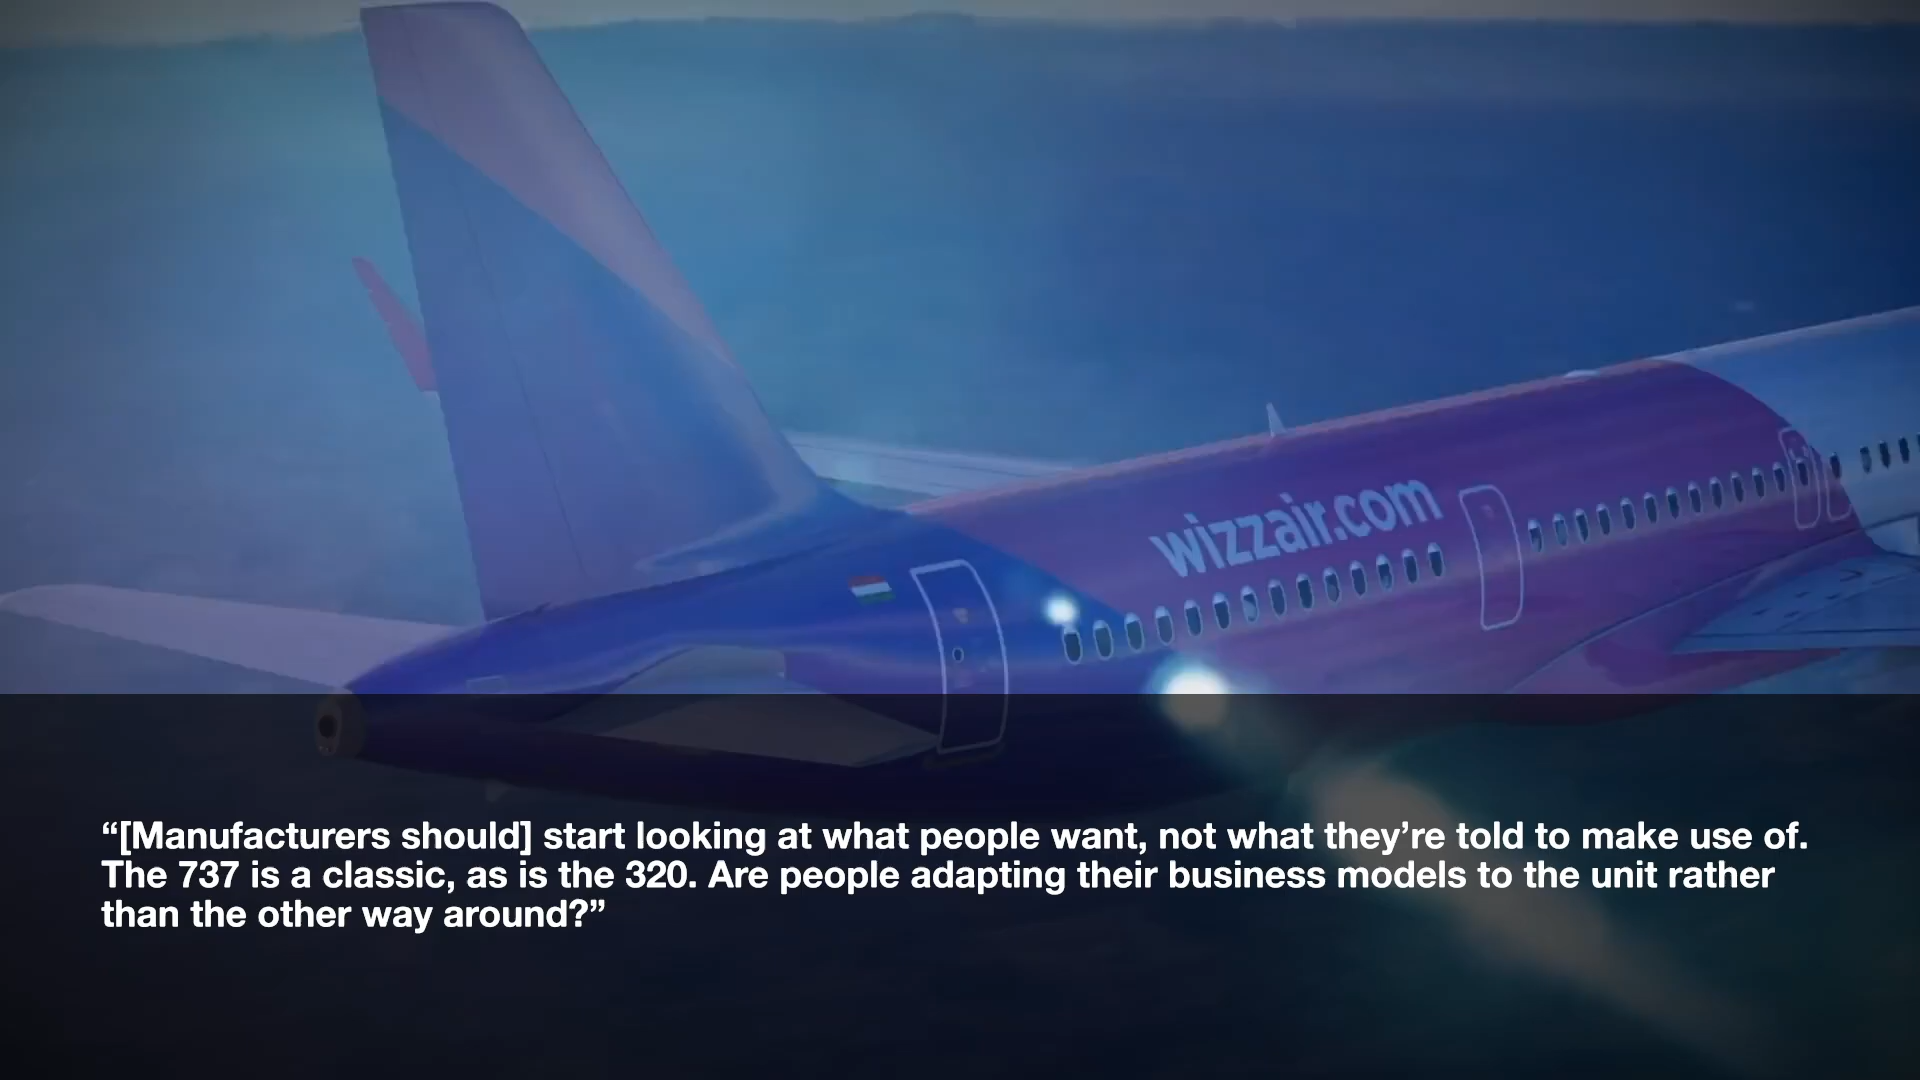 wizzair.com
“[Manufacturers should] start looking at what people want, not what they’re told to make use of.
The 737 is a classic, as is the 320. Are people adapting their business models to the unit rather
than the other way around?”